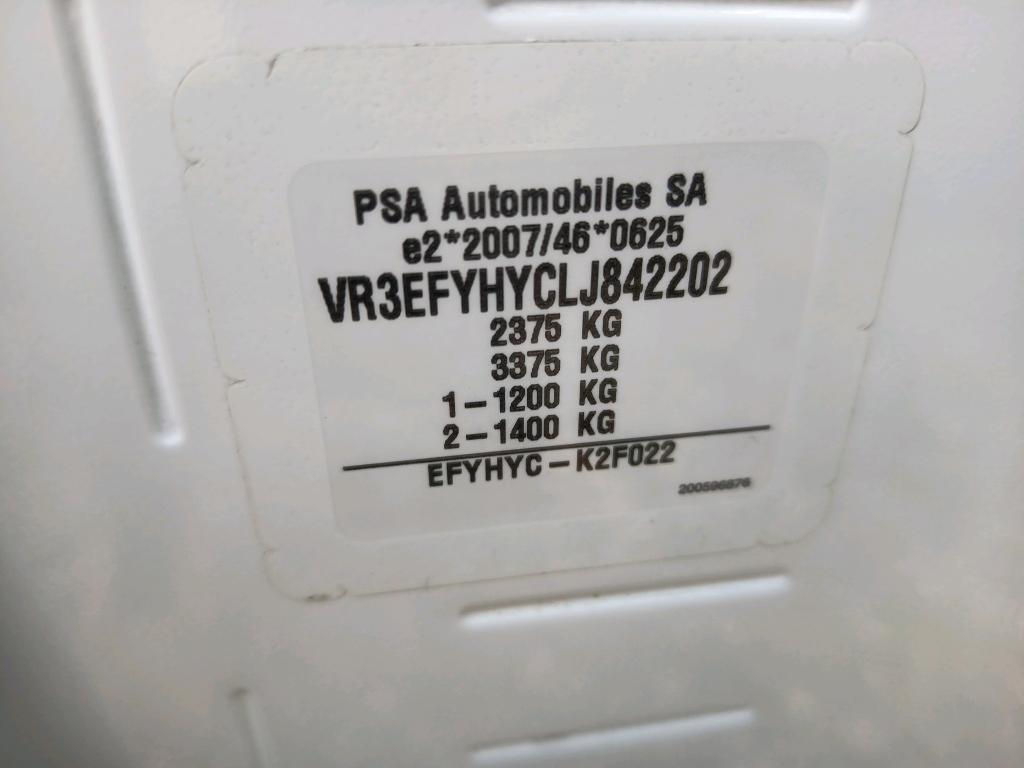 PSA Automobiles SA
e2*2007/46*0625
VR3EFYHYCLJ842202
2375 KG
3375 KG
1-1200 KG
2-1400 KG
EFYHYC-K2F022
200596876